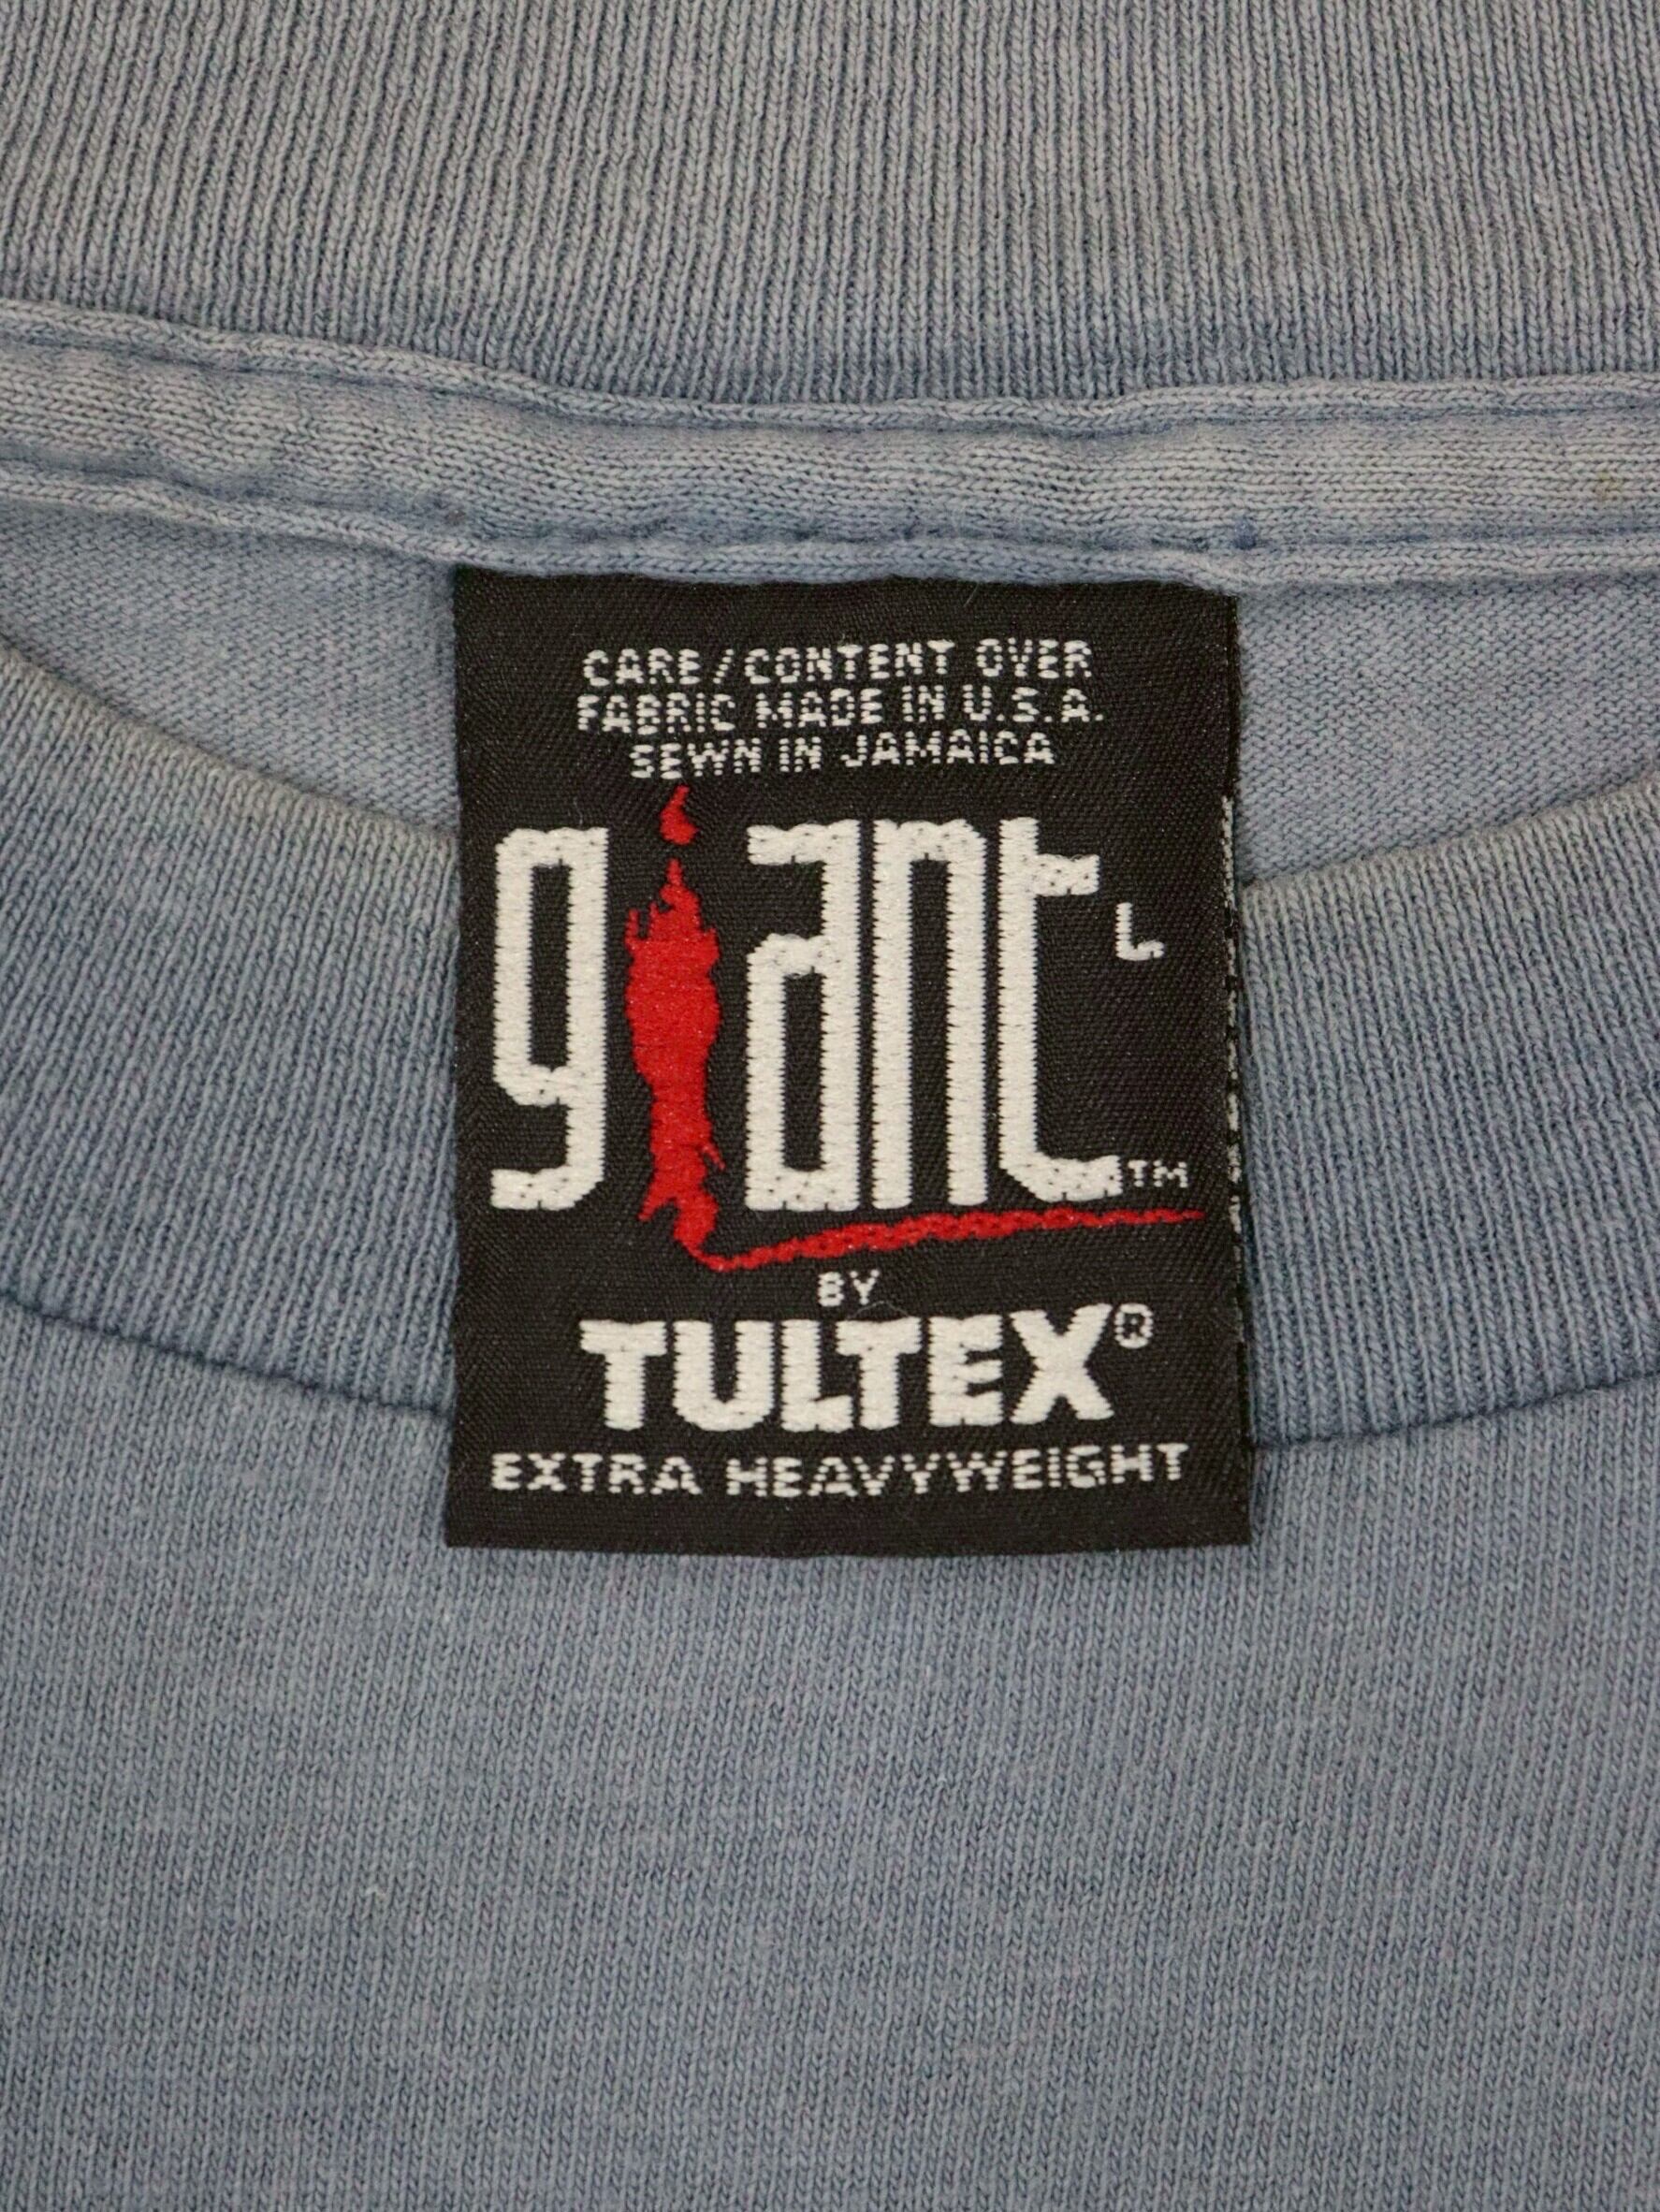 CARE/CONTENT OVER
FABRIC MADE IN U.S.A.
SEWN IN JAMAICA
giant L
TM
BY
TULTEX®
EXTRA HEAVYWEIGHT